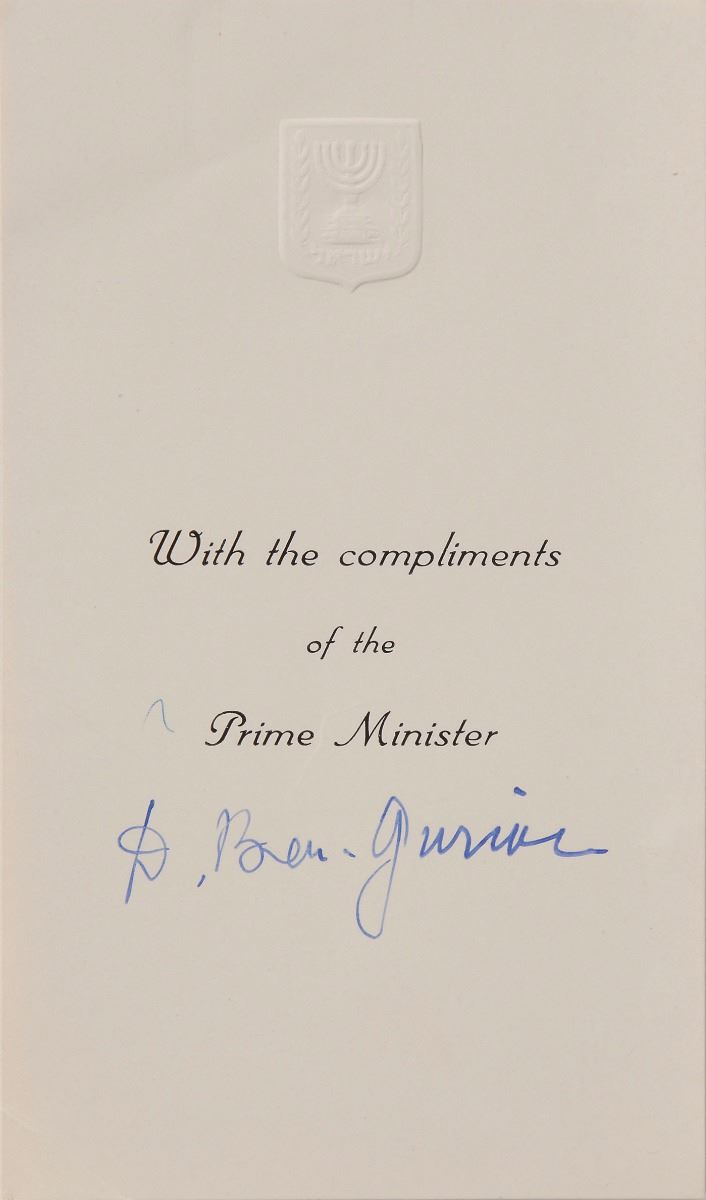 ישראל
With the compliments
of the
Prime Minister
D. Ben-Gurion